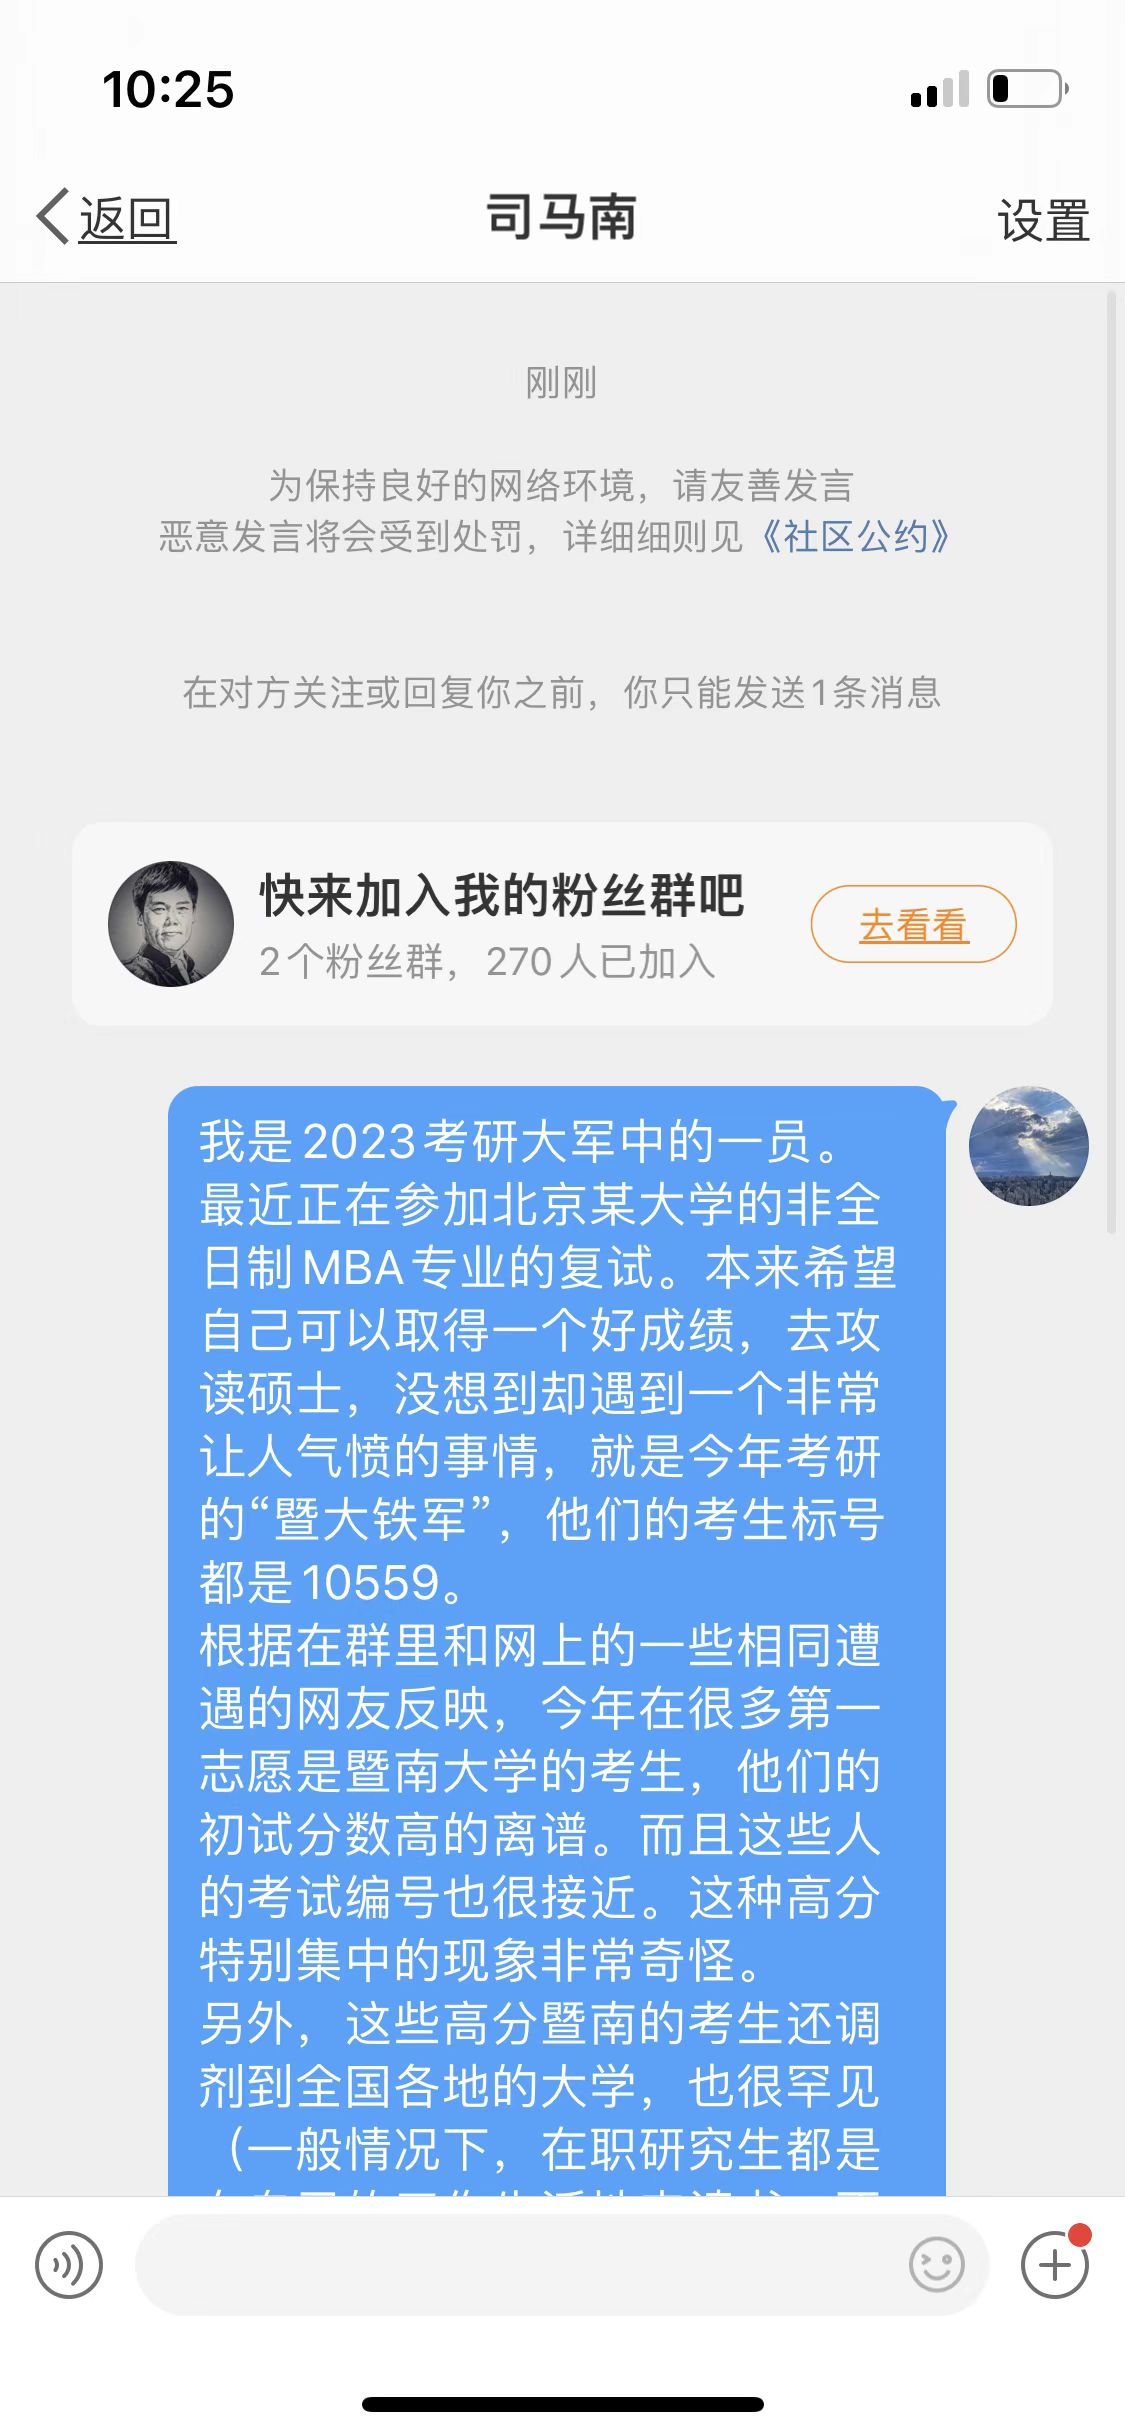 10:25
返回
司马南
设置
刚刚
为保持良好的网络环境，请友善发言
恶意发言将会受到处罚，详细细则见《社区公约》
在对方关注或回复你之前，你只能发送1条消息
快来加入我的粉丝群吧
2个粉丝群，270人已加入
去看看
我是2023考研大军中的一员。
最近正在参加北京某大学的非全
日制MBA专业的复试。本来希望
自己可以取得一个好成绩，去攻
读硕士，没想到却遇到一个非常
让人气愤的事情，就是今年考研
的“暨大铁军”，他们的考生标号
都是10559。
根据在群里和网上的一些相同遭
遇的网友反映，今年在很多第一
志愿是暨南大学的考生，他们的
初试分数高的离谱。而且这些人
的考试编号也很接近。这种高分
特别集中的现象非常奇怪。
另外，这些高分暨南的考生还调
剂到全国各地的大学，也很罕见
（一般情况下，在职研究生都是